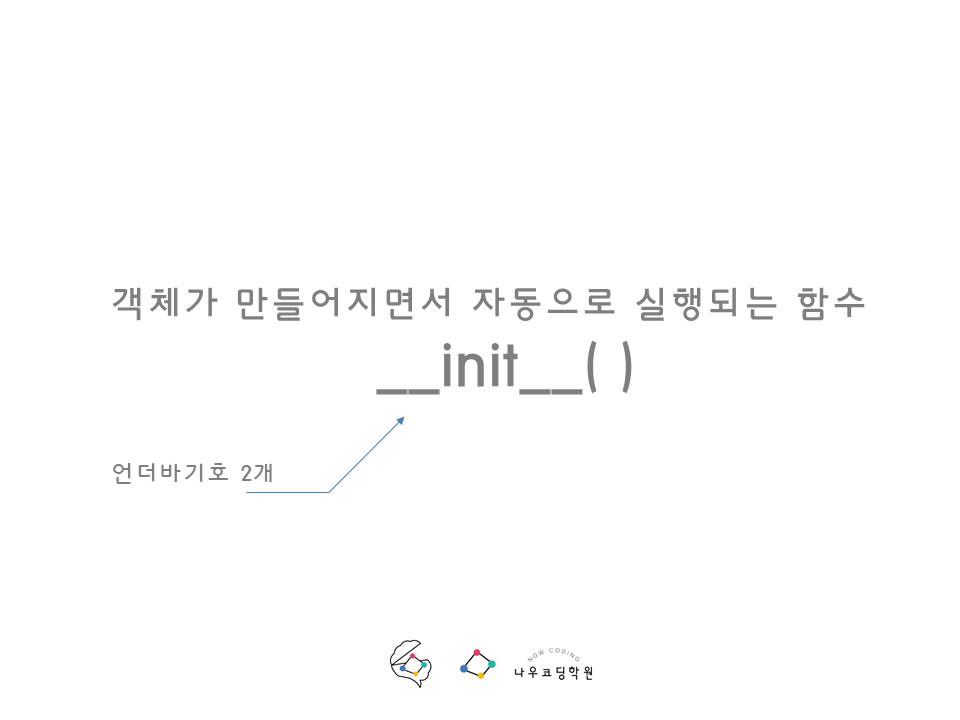 객체가 만들어지면서 자동으로 실행되는 함수
__init__( )
언더바기호 2개
NOW CODING
나우코딩학원